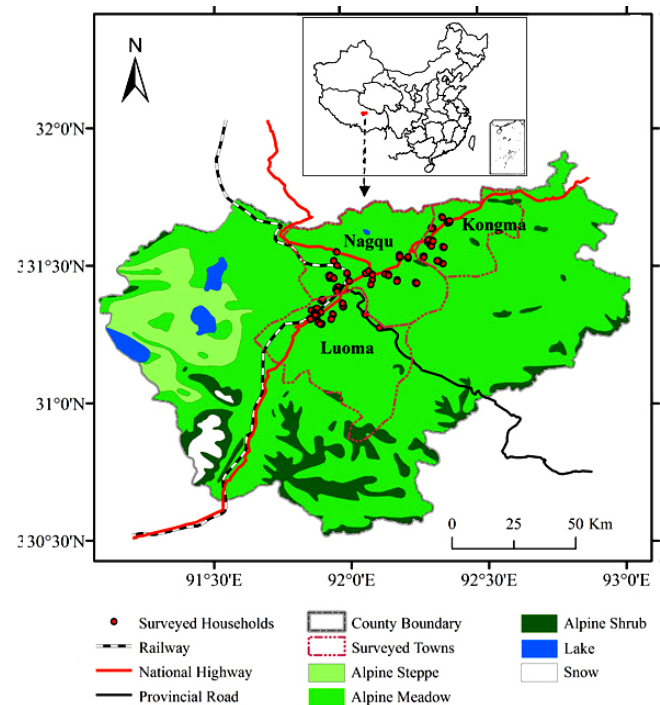 N
32°0'N
331°30'N
31°0'N
330°30'N
Nagqu
Kongma
Luoma
0 25 50 Km
91°30'E 92°0'E 92°30'E 93°0'E
Surveyed Households County Boundary Alpine Shrub
Railway Surveyed Towns Lake
National Highway Alpine Steppe Snow
Provincial Road Alpine Meadow